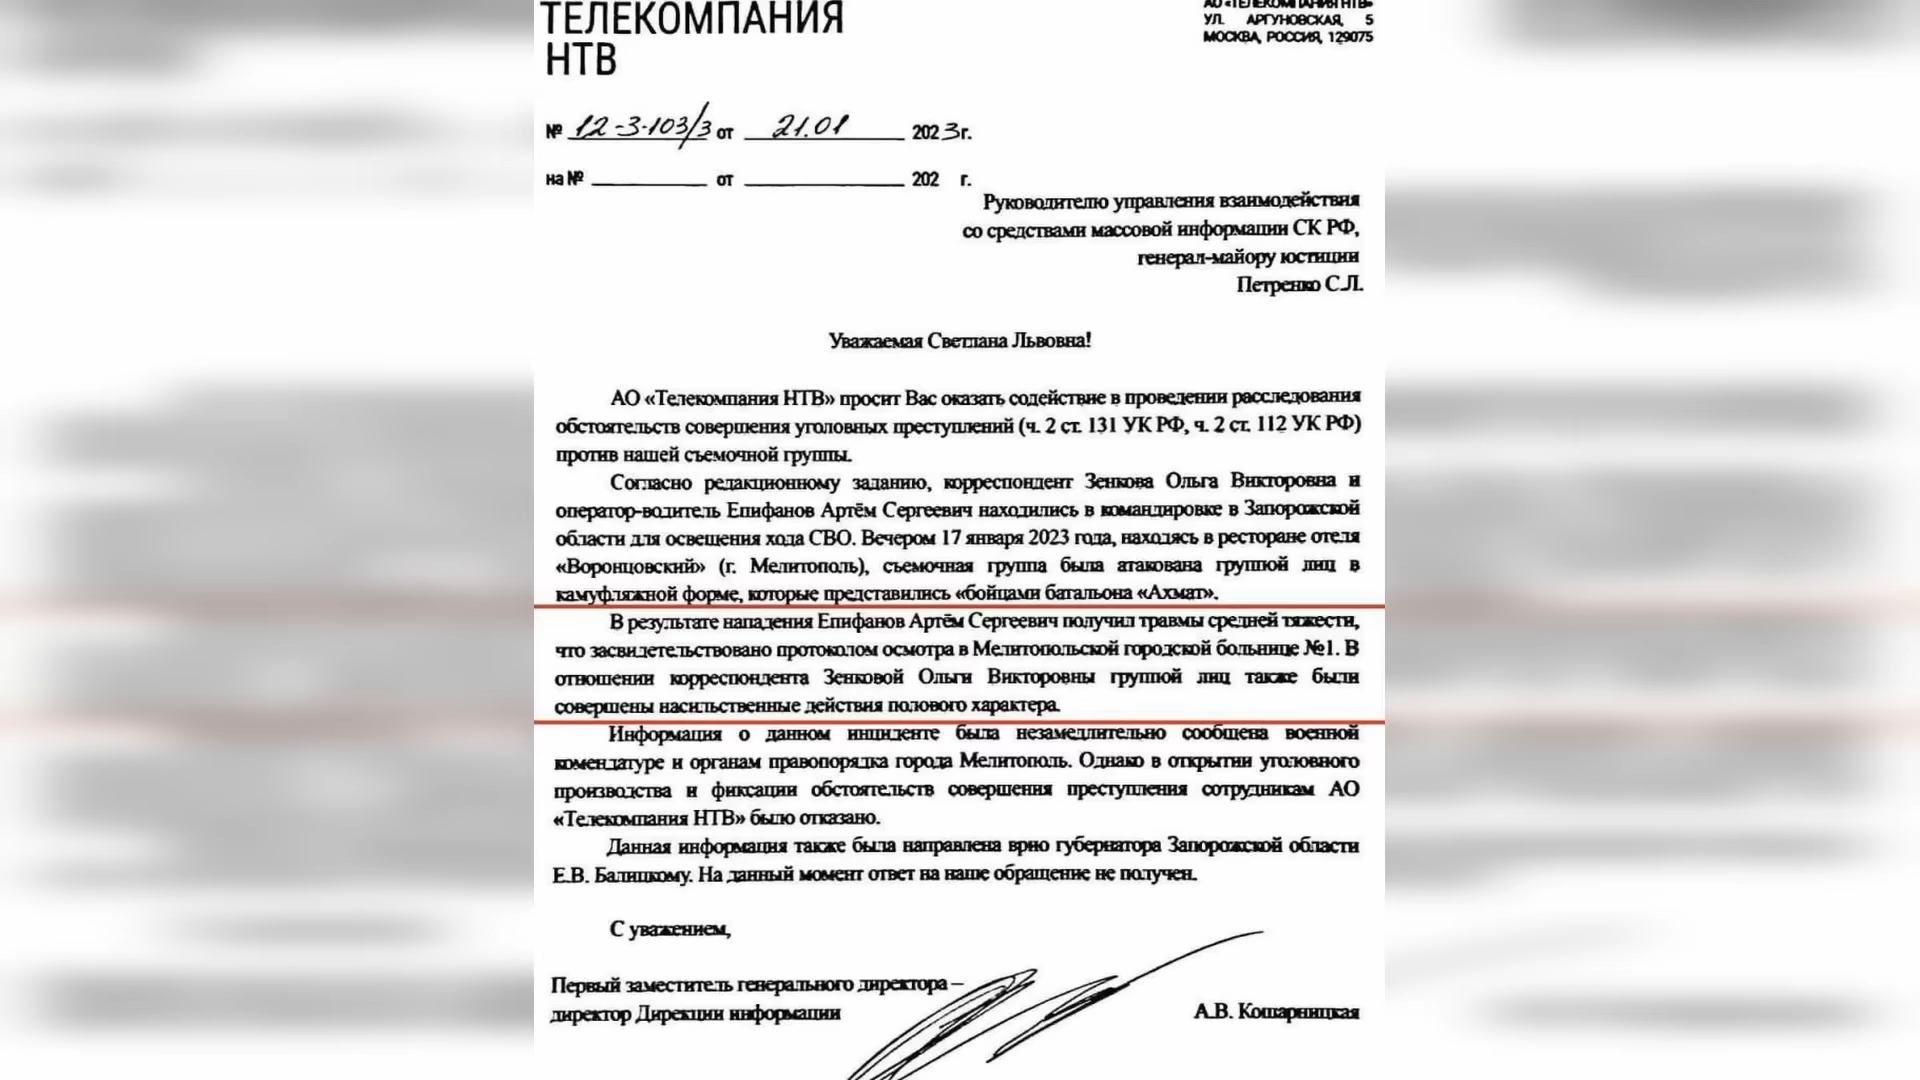 ТЕЛЕКОМПАНИЯ
НТВ
АО «ТЕЛЕКОМПАНИЯ НТВ»
УЛ. АРГУНОВСКАЯ, 5
МОСКВА, РОССИЯ, 129075
№ 12-3-103/3 от 21.01 2023г.
на № ________ от ________ 202 г.
Руководителю управления взаимодействия
со средствами массовой информации СК РФ,
генерал-майору юстиции
Петренко С.Л.
Уважаемая Светлана Львовна!
АО «Телекомпания НТВ» просит Вас оказать содействие в проведении расследования
обстоятельств совершения уголовных преступлений (ч. 2 ст. 131 УК РФ, ч. 2 ст. 112 УК РФ)
против нашей съемочной группы.
Согласно редакционному заданию, корреспондент Зенкова Ольга Викторовна и
оператор-водитель Епифанов Артём Сергеевич находились в командировке в Запорожской
области для освещения хода СВО. Вечером 17 января 2023 года, находясь в ресторане отеля
«Воронцовский» (г. Мелитополь), съемочная группа была атакована группой лиц в
камуфляжной форме, которые представились «бойцами батальона «Ахмат».
В результате нападения Епифанов Артём Сергеевич получил травмы средней тяжести,
что засвидетельствовано протоколом осмотра в Мелитопольской городской больнице №1. В
отношении корреспондента Зенковой Ольги Викторовны группой лиц также были
совершены насильственные действия полового характера.
Информация о данном инциденте была незамедлительно сообщена военной
комендатуре и органам правопорядка города Мелитополь. Однако в открытии уголовного
производства и фиксации обстоятельств совершения преступления сотрудникам АО
«Телекомпания НТВ» было отказано.
Данная информация также была направлена врио губернатора Запорожской области
Е.В. Балицкому. На данный момент ответ на наше обращение не получен.
С уважением,
Первый заместитель генерального директора –
директор Дирекции информации
А.В. Кошарницкая